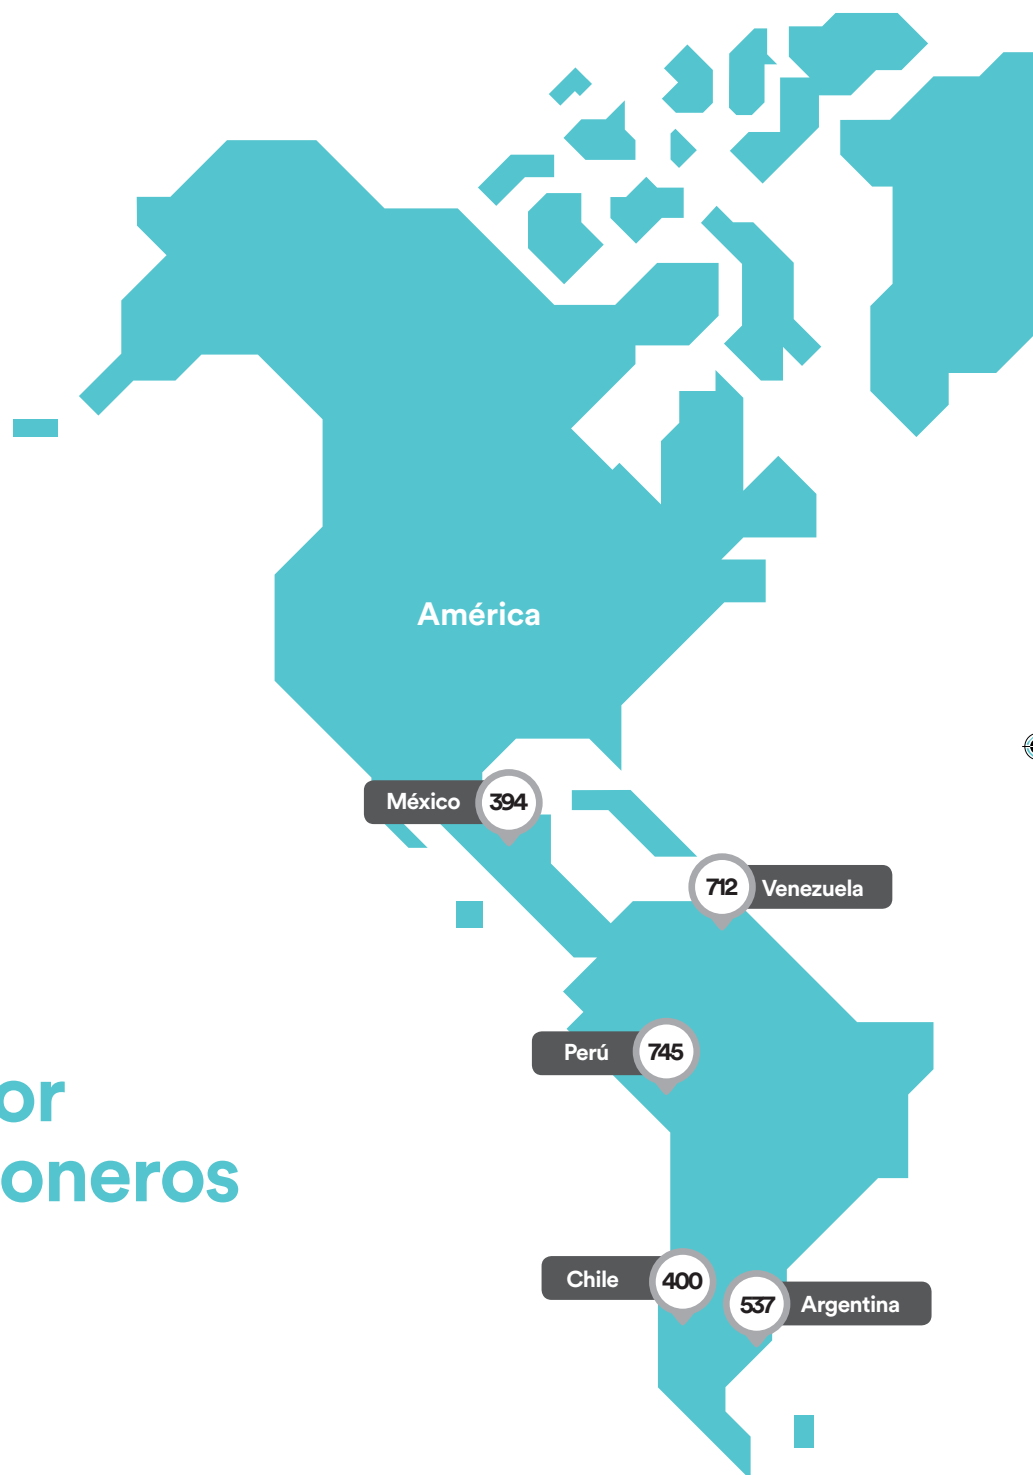 América
México 394
712 Venezuela
Perú 745
or
oneros
Chile 400
537 Argentina